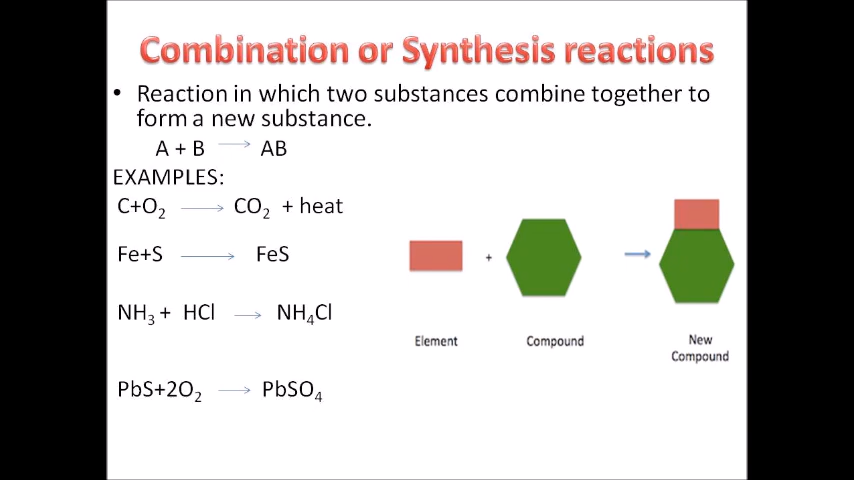 Combination or Synthesis reactions
• Reaction in which two substances combine together to
form a new substance.
A + B ⟶ AB
EXAMPLES:
C+O₂ ⟶ CO₂ + heat
Fe+S ⟶ FeS
NH₃ + HCl ⟶ NH₄Cl
PbS+2O₂ ⟶ PbSO₄
+ →
Element Compound New
Compound